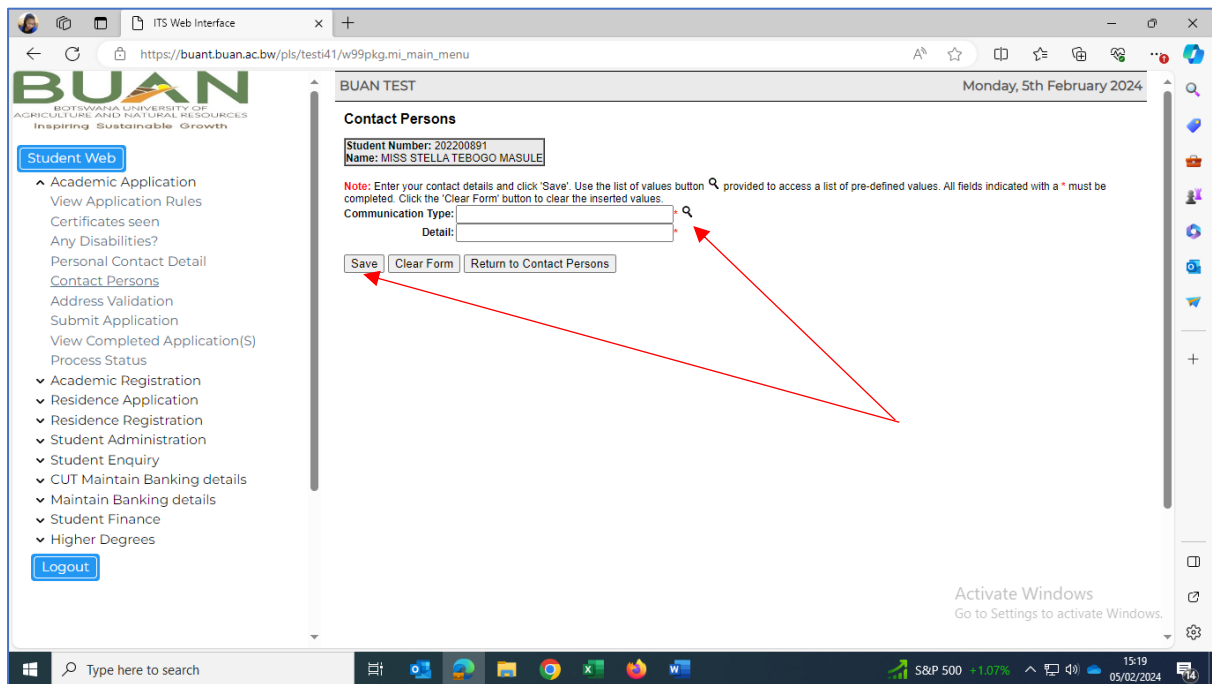 ITS Web Interface
https://buant.buan.ac.bw/pls/testi41/w99pkg.mi_main_menu
BUAN
BOTSWANA UNIVERSITY OF
AGRICULTURE AND NATURAL RESOURCES
Inspiring Sustainable Growth
Student Web
Academic Application
View Application Rules
Certificates seen
Any Disabilities?
Personal Contact Detail
Contact Persons
Address Validation
Submit Application
View Completed Application(S)
Process Status
Academic Registration
Residence Application
Residence Registration
Student Administration
Student Enquiry
CUT Maintain Banking details
Maintain Banking details
Student Finance
Higher Degrees
Logout
BUAN TEST
Monday, 5th February 2024
Contact Persons
Student Number: 202200891
Name: MISS STELLA TEBOGO MASULE
Note: Enter your contact details and click 'Save'. Use the list of values button provided to access a list of pre-defined values. All fields indicated with a * must be
completed. Click the 'Clear Form' button to clear the inserted values.
Communication Type: *
Detail: *
Save Clear Form Return to Contact Persons
Activate Windows
Go to Settings to activate Windows.
Type here to search
S&P 500 +1.07%
15:19
05/02/2024
14